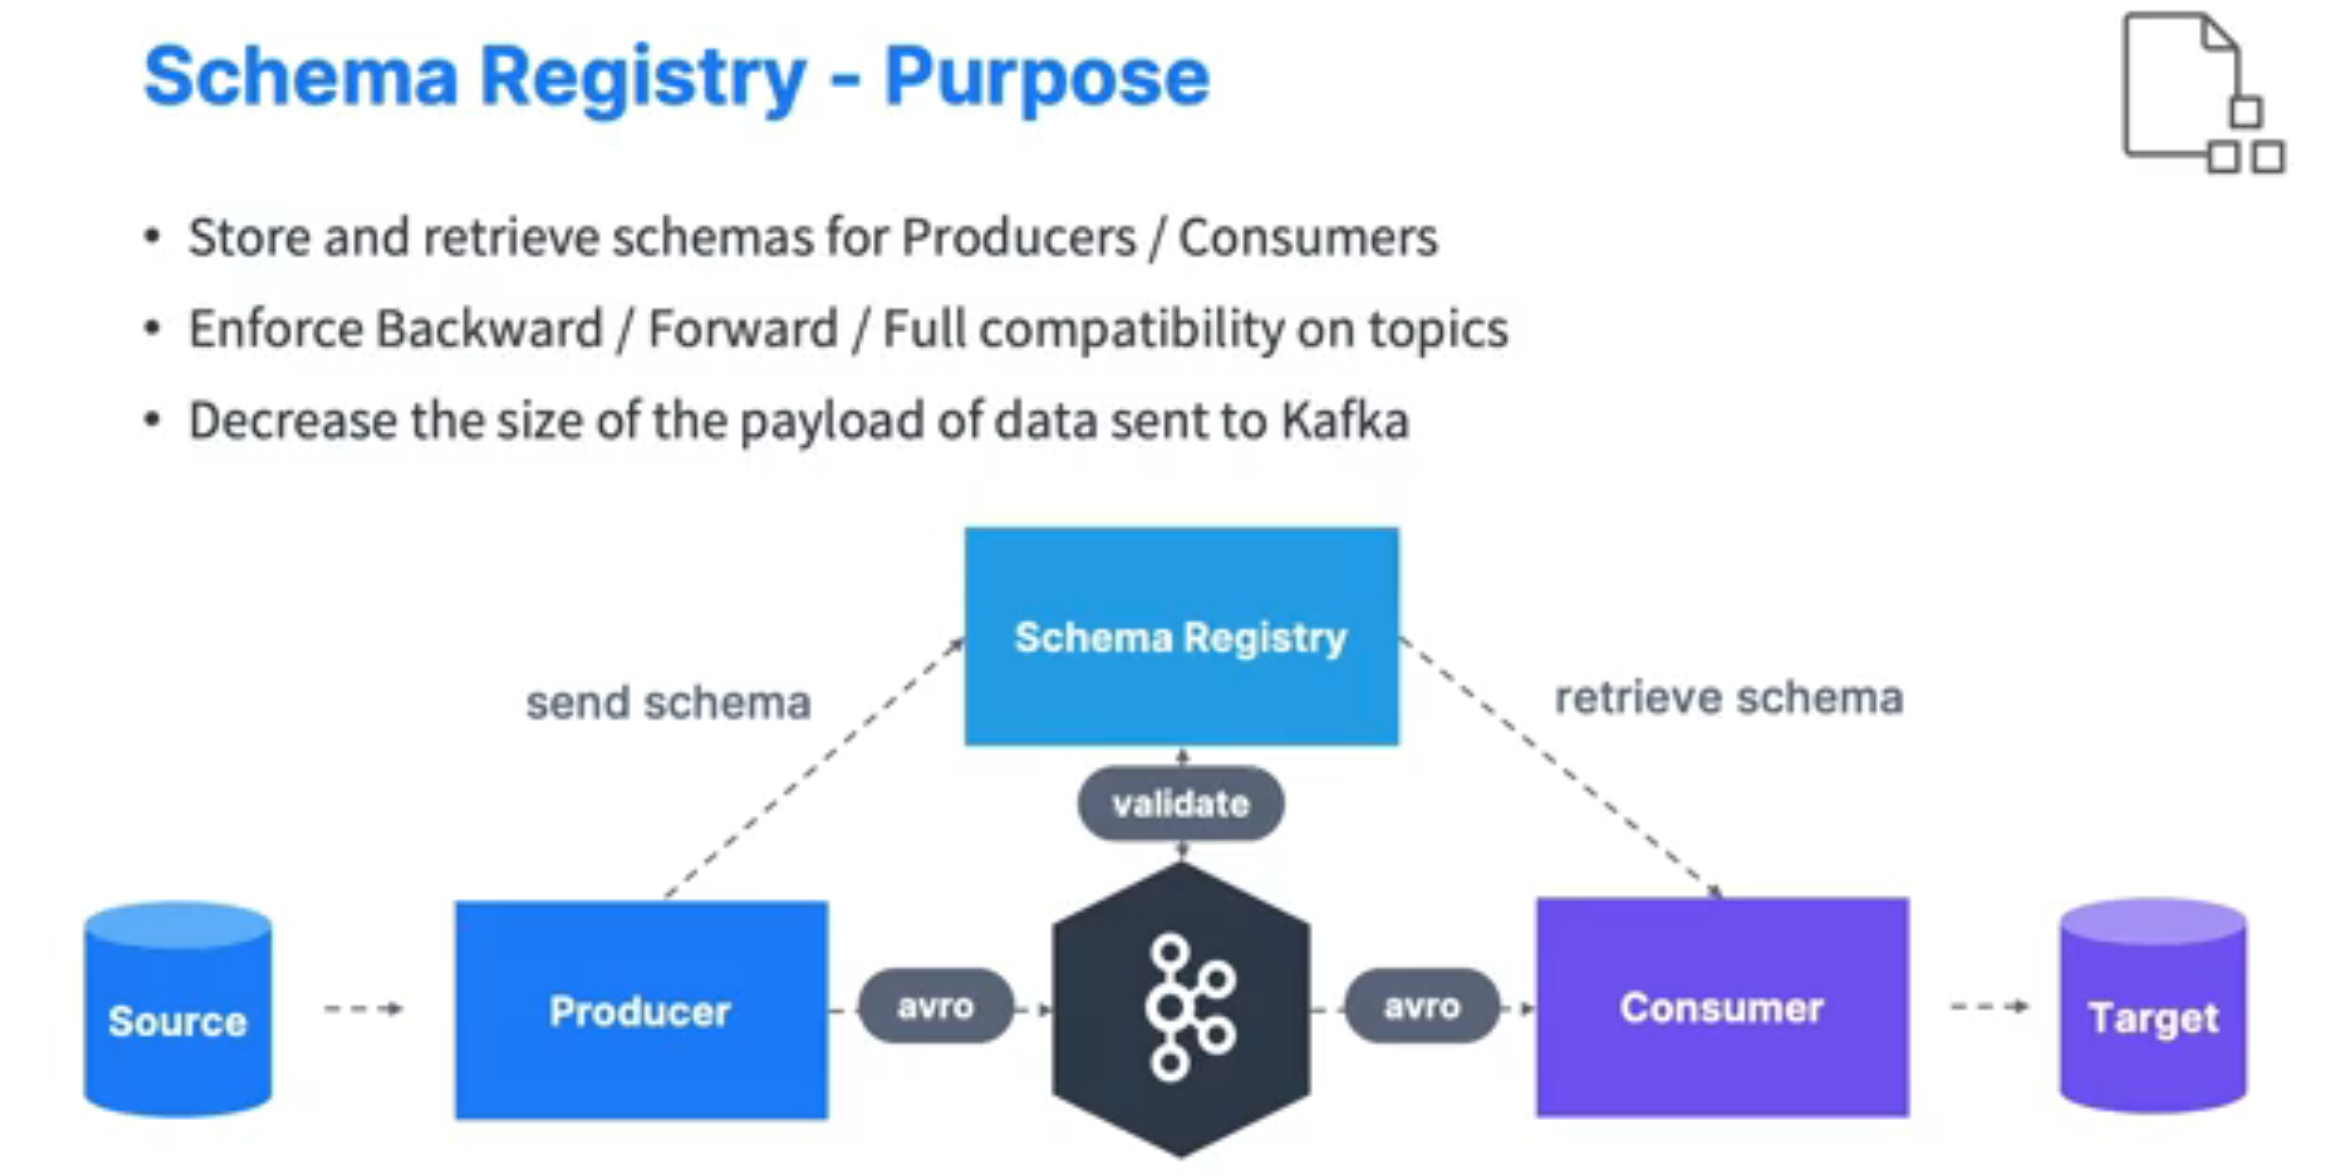 Schema Registry - Purpose
• Store and retrieve schemas for Producers / Consumers
• Enforce Backward / Forward / Full compatibility on topics
• Decrease the size of the payload of data sent to Kafka
Schema Registry
send schema
retrieve schema
validate
Source
Producer
avro
avro
Consumer
Target